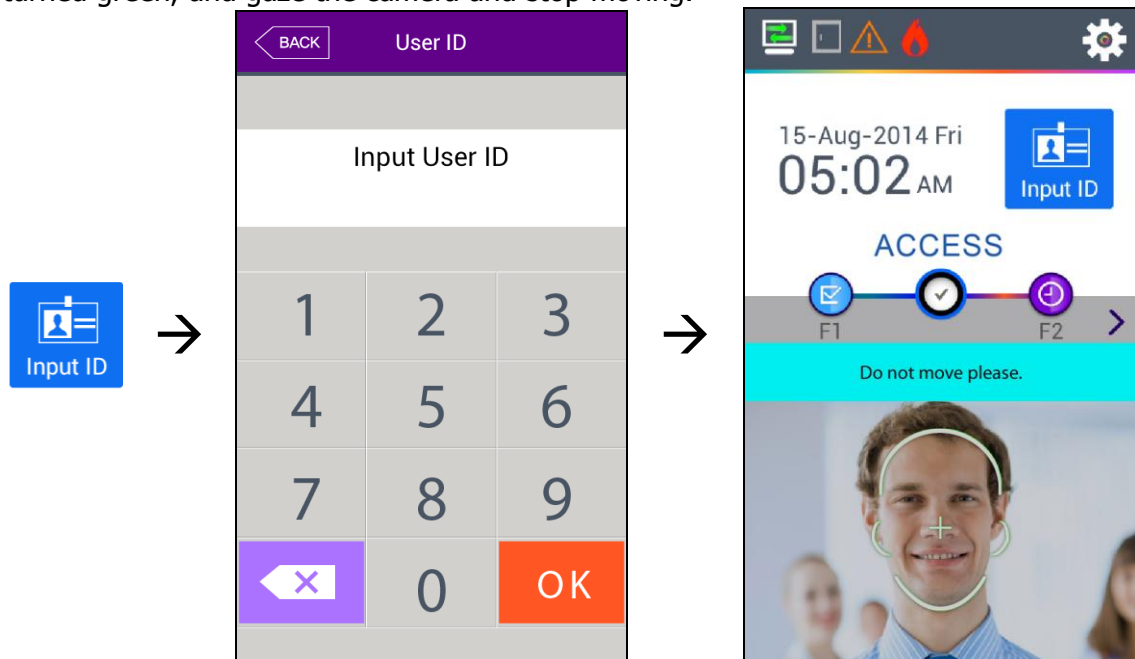 turned green, and gaze the camera and stop moving.
BACK
User ID
Input User ID
1 2 3
4 5 6
7 8 9
0 OK
Input ID
→
→
15-Aug-2014 Fri
05:02 AM
Input ID
ACCESS
F1
F2
Do not move please.